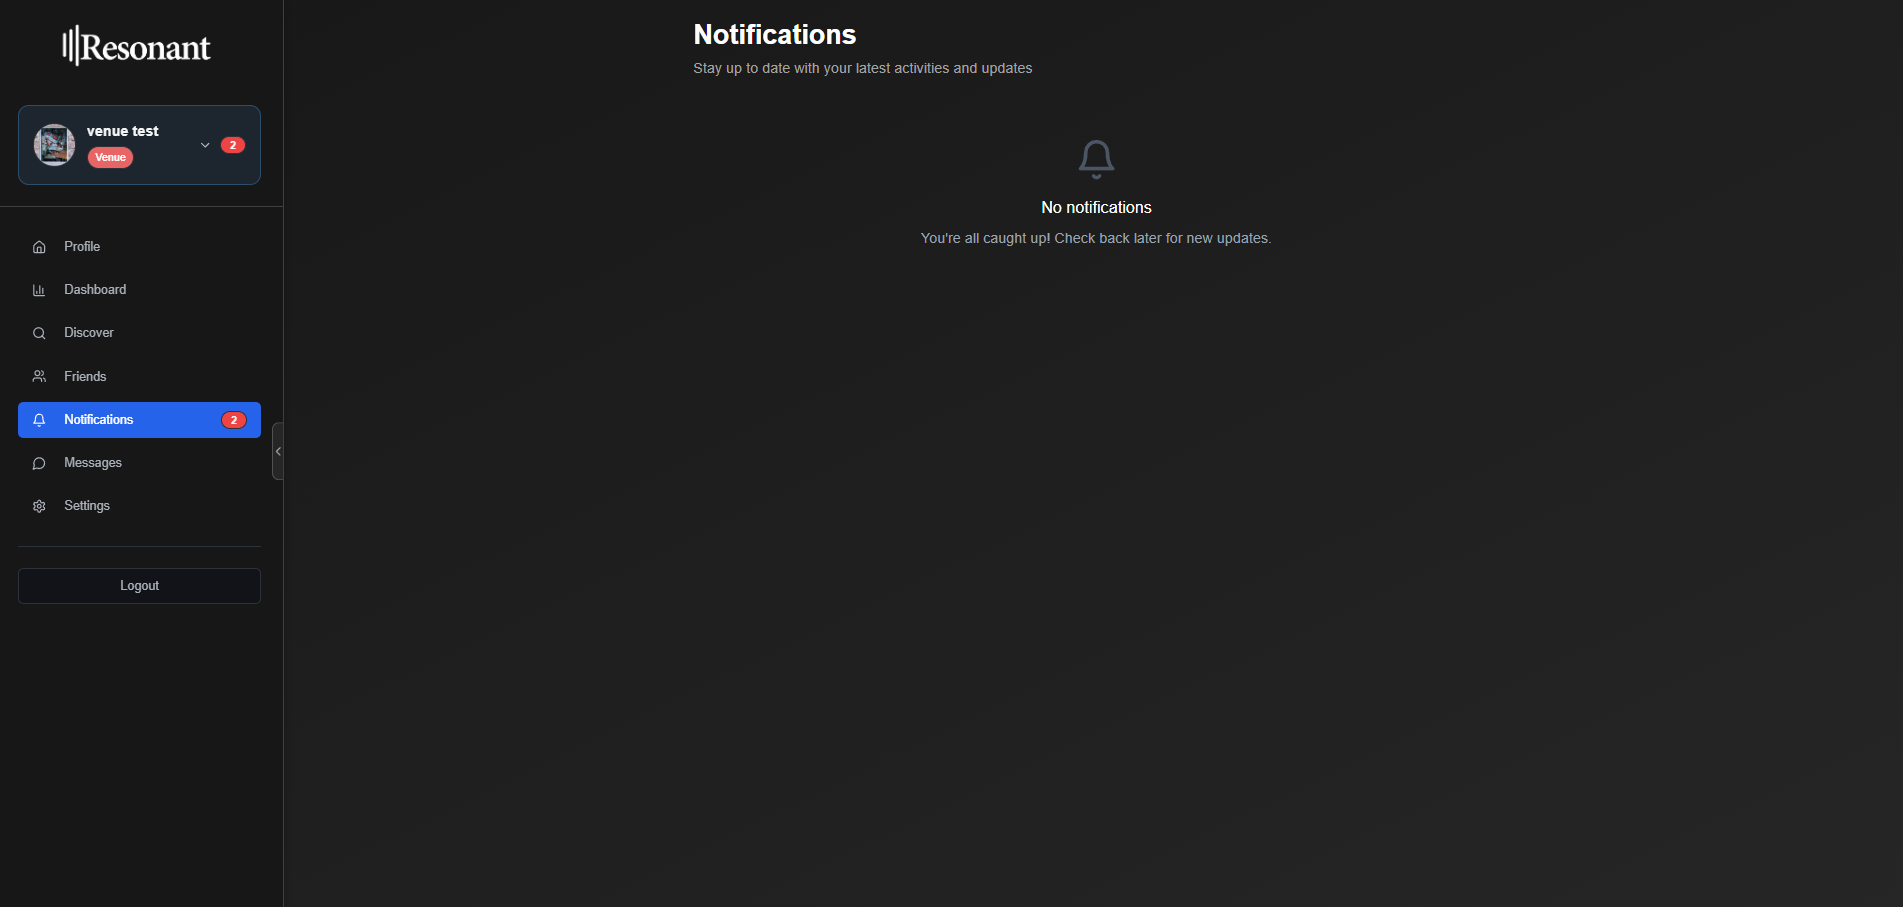 Resonant
venue test
Venue
2
Profile
Dashboard
Discover
Friends
Notifications
2
Messages
Settings
Logout
Notifications
Stay up to date with your latest activities and updates
No notifications
You're all caught up! Check back later for new updates.